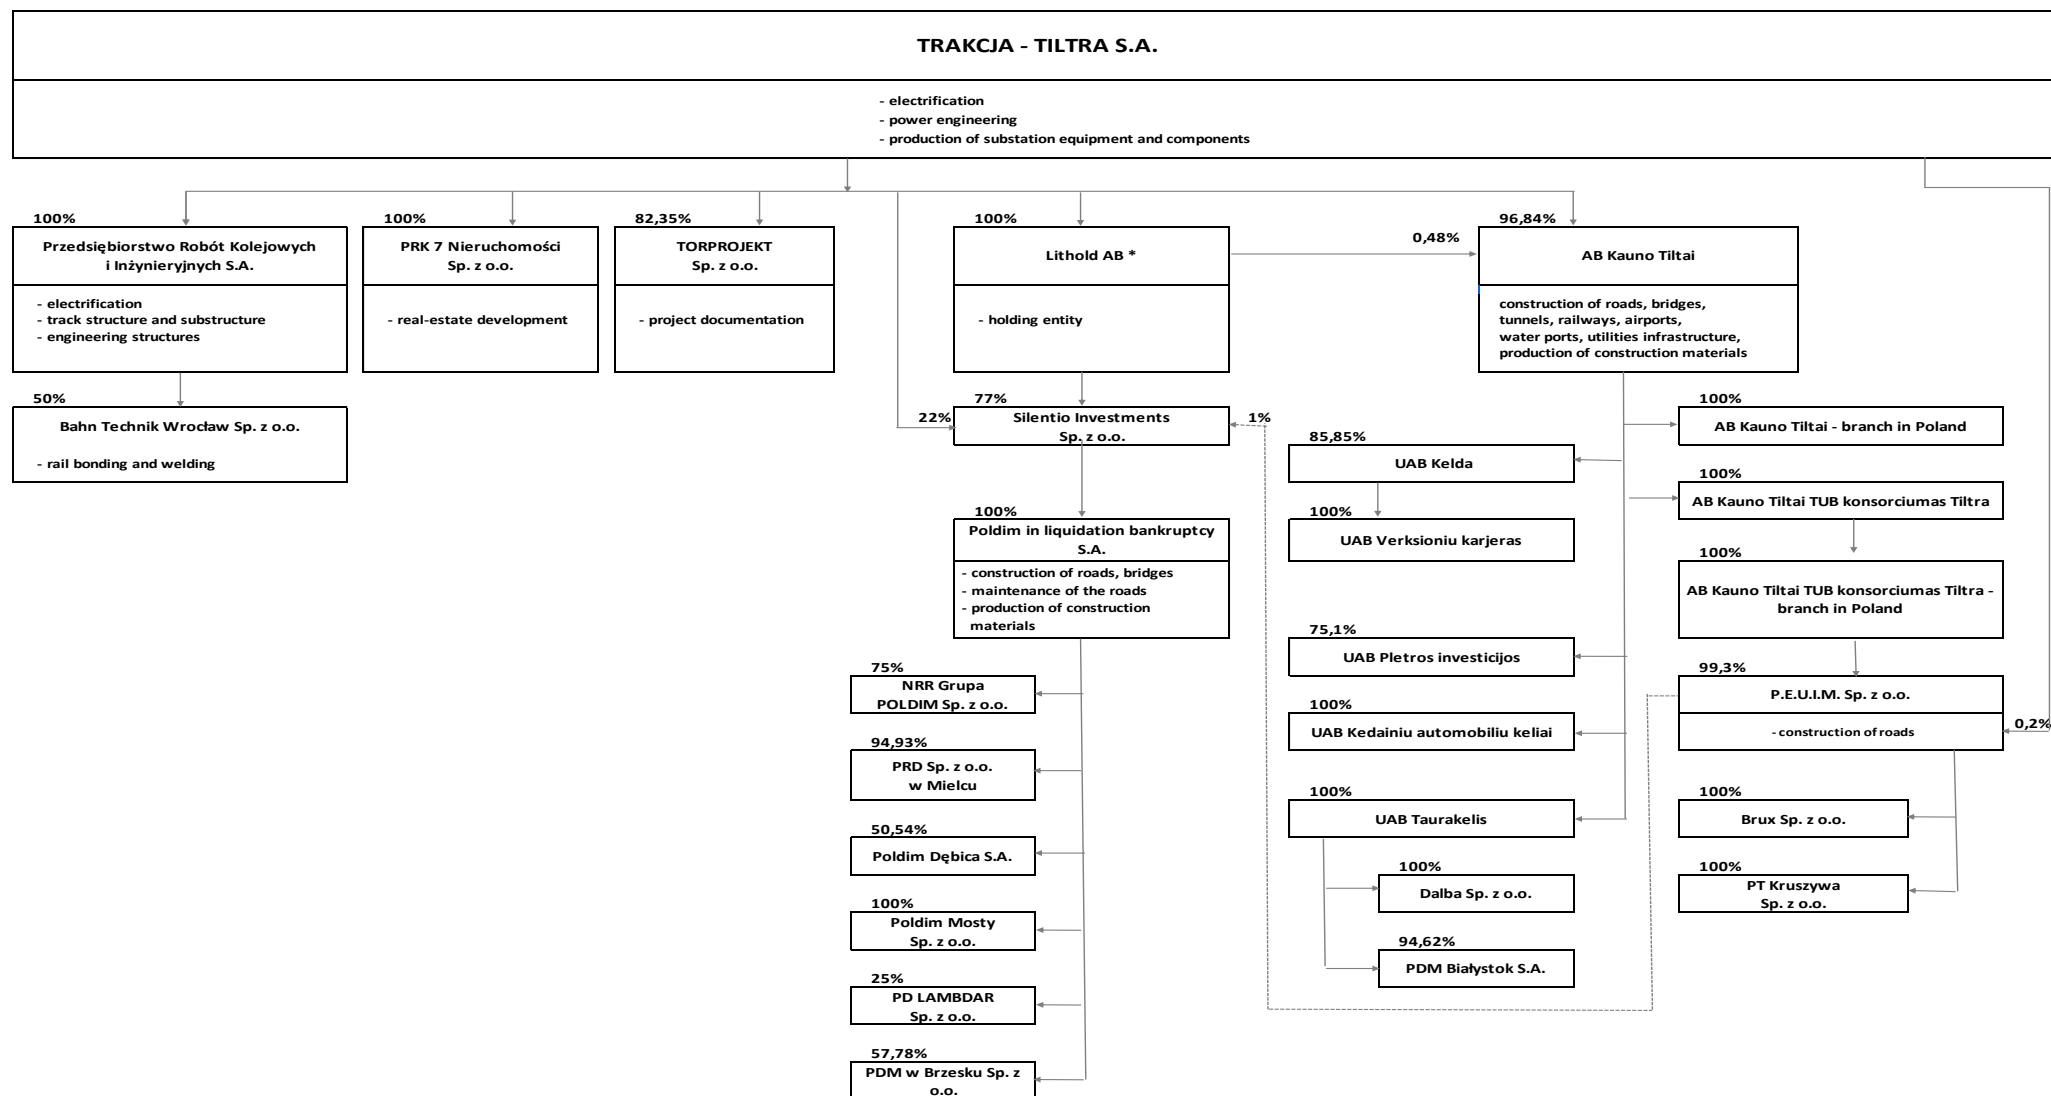 TRAKCJA - TILTRA S.A.
- electrification
- power engineering
- production of substation equipment and components
100%
Przedsiębiorstwo Robót Kolejowych
i Inżynieryjnych S.A.
- electrification
- track structure and substructure
- engineering structures
50%
Bahn Technik Wrocław Sp. z o.o.
- rail bonding and welding
100%
PRK 7 Nieruchomości
Sp. z o.o.
- real-estate development
82,35%
TORPROJEKT
Sp. z o.o.
- project documentation
100%
Lithold AB *
- holding entity
0,48%
96,84%
AB Kauno Tiltai
construction of roads, bridges,
tunnels, railways, airports,
water ports, utilities infrastructure,
production of construction materials
22%
77%
Silentio Investments
Sp. z o.o.
1%
100%
Poldim in liquidation bankruptcy
S.A.
- construction of roads, bridges
- maintenance of the roads
- production of construction
materials
75%
NRR Grupa
POLDIM Sp. z o.o.
94,93%
PRD Sp. z o.o.
w Mielcu
50,54%
Poldim Dębica S.A.
100%
Poldim Mosty
Sp. z o.o.
25%
PD LAMBDAR
Sp. z o.o.
57,78%
PDM w Brzesku Sp. z
o.o.
85,85%
UAB Kelda
100%
UAB Verksioniu karjeras
75,1%
UAB Pletros investicijos
100%
UAB Kedainiu automobiliu keliai
100%
UAB Taurakelis
100%
Dalba Sp. z o.o.
94,62%
PDM Białystok S.A.
100%
AB Kauno Tiltai - branch in Poland
100%
AB Kauno Tiltai TUB konsorciumas Tiltra
100%
AB Kauno Tiltai TUB konsorciumas Tiltra -
branch in Poland
99,3%
P.E.U.I.M. Sp. z o.o.
- construction of roads
0,2%
100%
Brux Sp. z o.o.
100%
PT Kruszywa
Sp. z o.o.